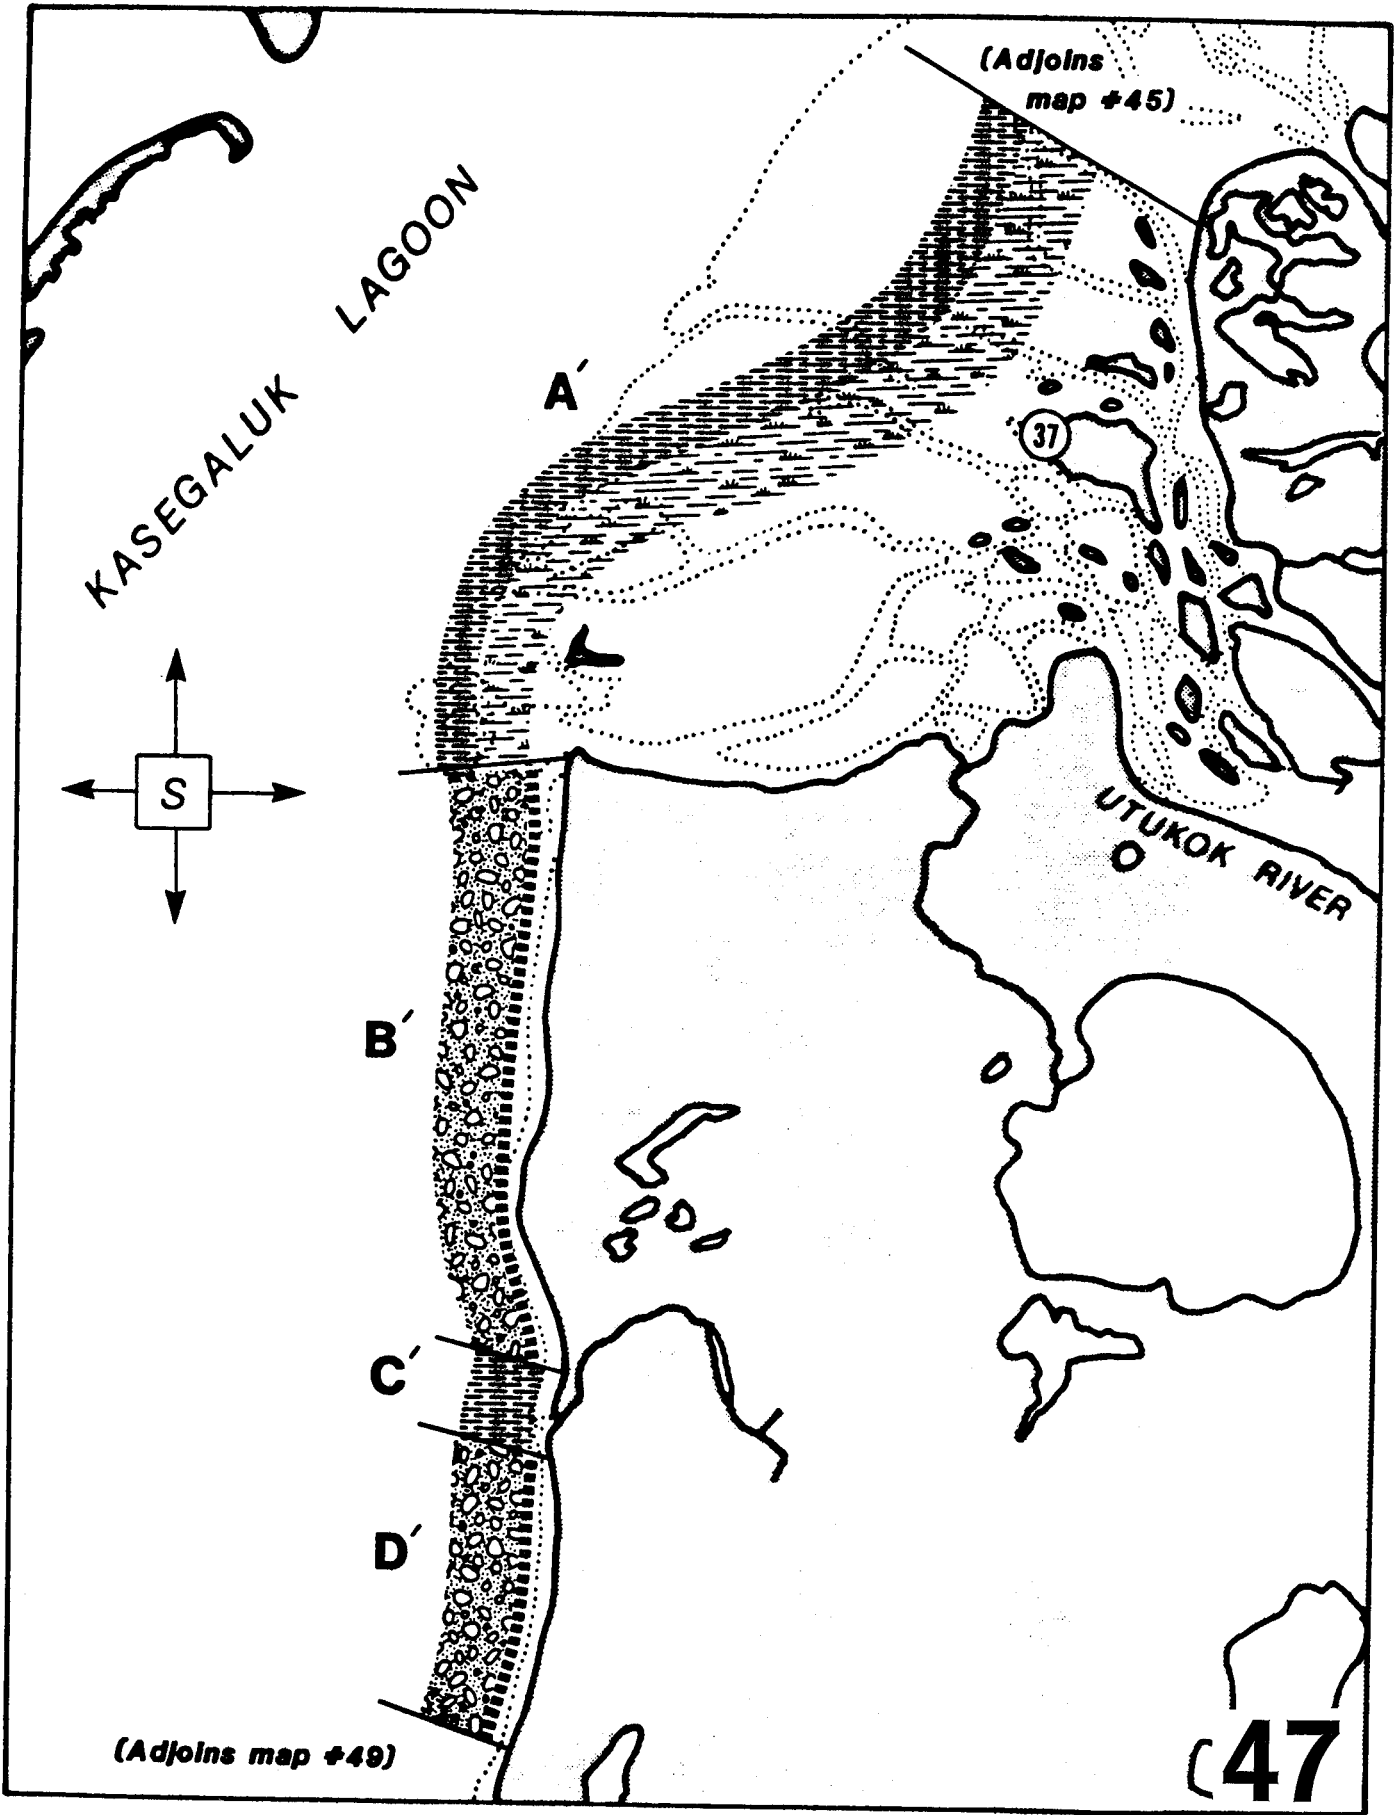 (Adjoins
map #45)
KASEGALUK LAGOON
A´
37
S
UTUKOK RIVER
B´
C´
D´
(Adjoins map #49)
(47